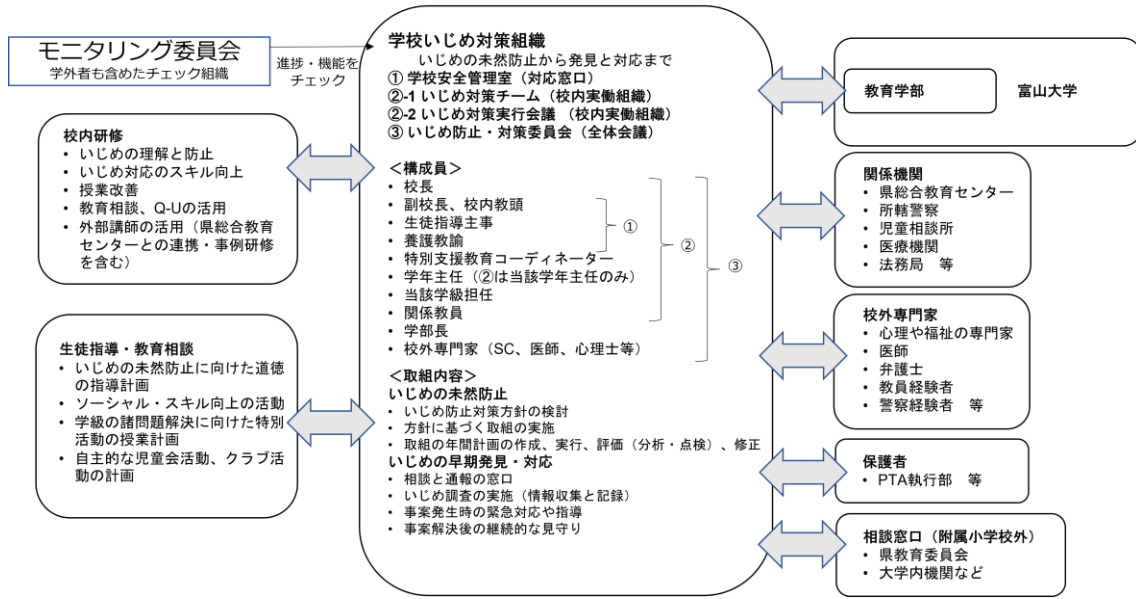 モニタリング委員会
学外者も含めたチェック組織
進捗・機能を
チェック
校内研修
• いじめの理解と防止
• いじめ対応のスキル向上
• 授業改善
• 教育相談、Q-Uの活用
• 外部講師の活用（県総合教育
センターとの連携・事例研修
を含む）
生徒指導・教育相談
• いじめの未然防止に向けた道徳
の指導計画
• ソーシャル・スキル向上の活動
• 学級の諸問題解決に向けた特別
活動の授業計画
• 自主的な児童会活動、クラブ活
動の計画
学校いじめ対策組織
いじめの未然防止から発見と対応まで
① 学校安全管理室（対応窓口）
②-1 いじめ対策チーム（校内実働組織）
②-2 いじめ対策実行会議（校内実働組織）
③ いじめ防止・対策委員会（全体会議）
＜構成員＞
• 校長
• 副校長、校内教頭
• 生徒指導主事
• 養護教諭
• 特別支援教育コーディネーター
• 学年主任（②は当該学年主任のみ）
• 当該学級担任
• 関係教員
• 学部長
• 校外専門家（SC、医師、心理士等）
①
②
③
＜取組内容＞
いじめの未然防止
• いじめ防止対策方針の検討
• 方針に基づく取組の実施
• 取組の年間計画の作成、実行、評価（分析・点検）、修正
いじめの早期発見・対応
• 相談と通報の窓口
• いじめ調査の実施（情報収集と記録）
• 事案発生時の緊急対応や指導
• 事案解決後の継続的な見守り
教育学部 富山大学
関係機関
• 県総合教育センター
• 所轄警察
• 児童相談所
• 医療機関
• 法務局 等
校外専門家
• 心理や福祉の専門家
• 医師
• 弁護士
• 教員経験者
• 警察経験者 等
保護者
• PTA執行部 等
相談窓口（附属小学校外）
• 県教育委員会
• 大学内機関など